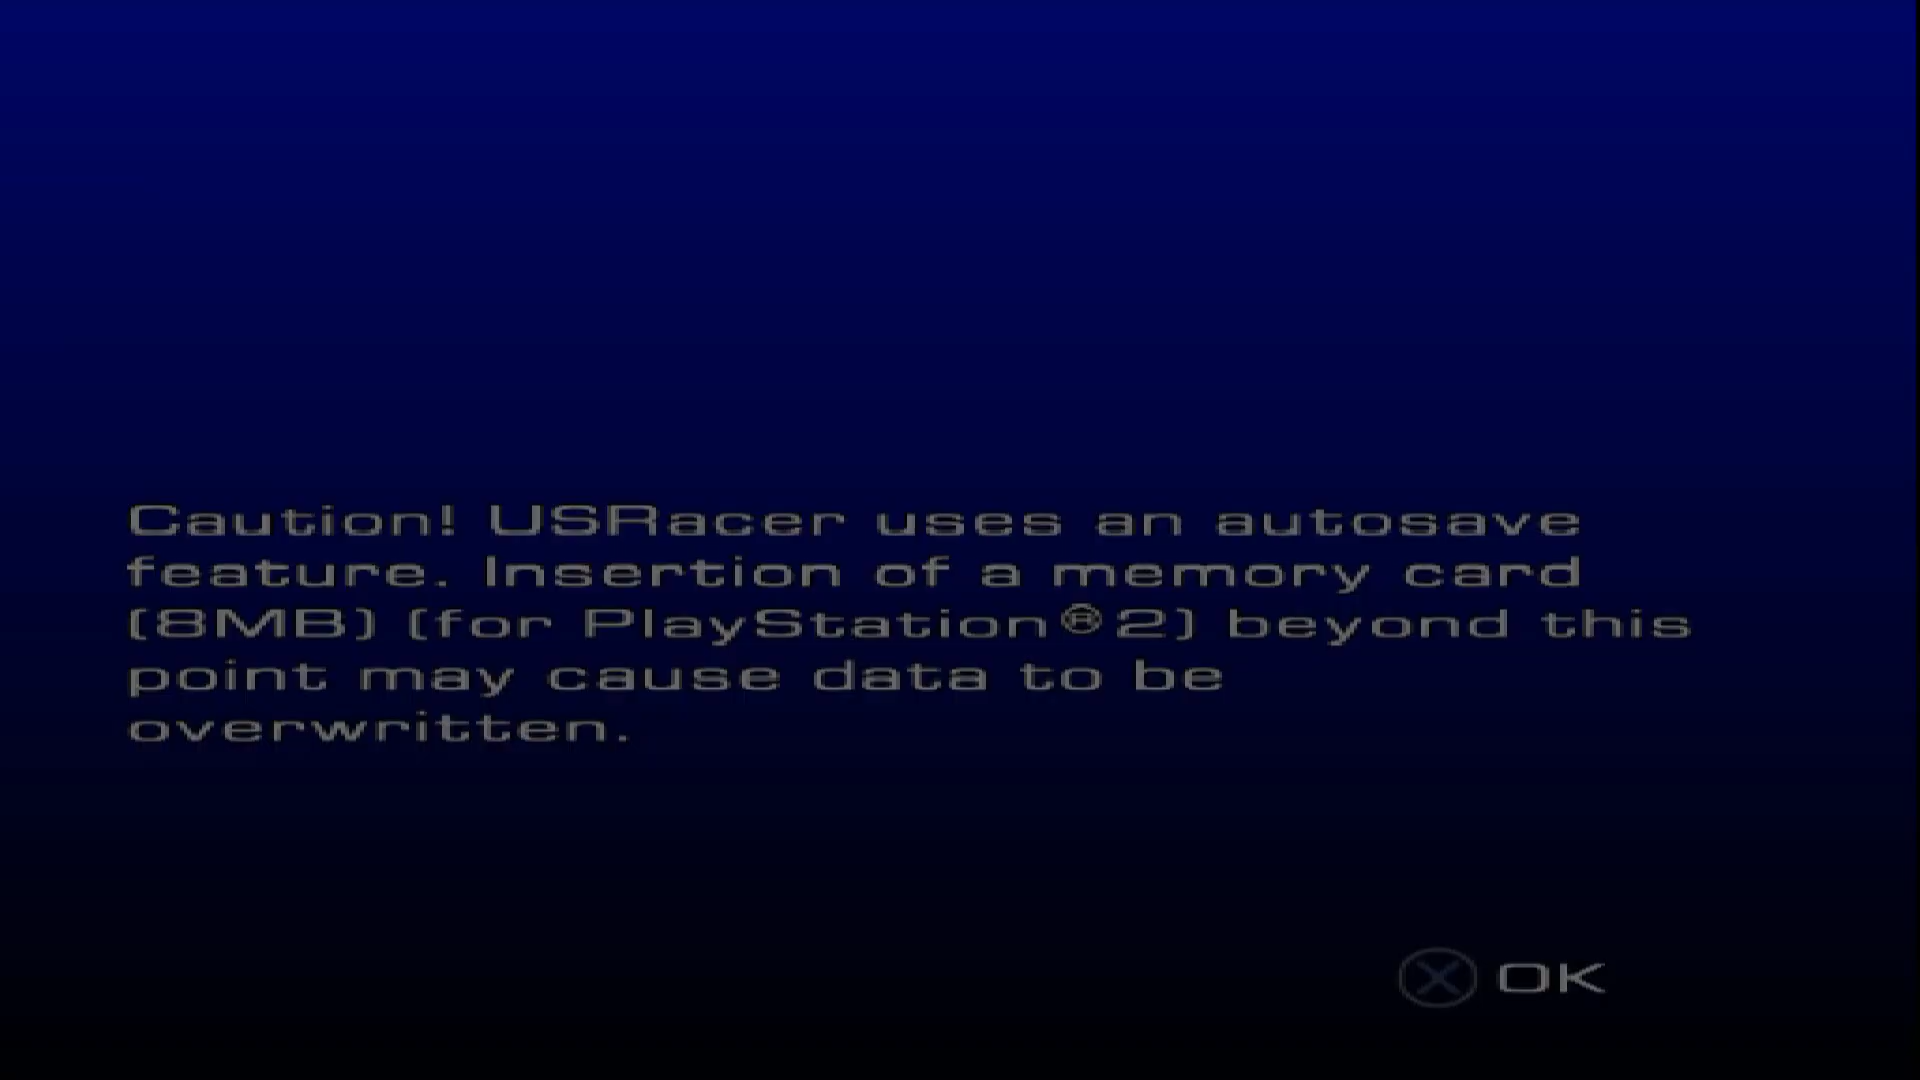 Caution! USRacer uses an autosave
feature. Insertion of a memory card
(8MB) (for PlayStation®2) beyond this
point may cause data to be
overwritten.
OK